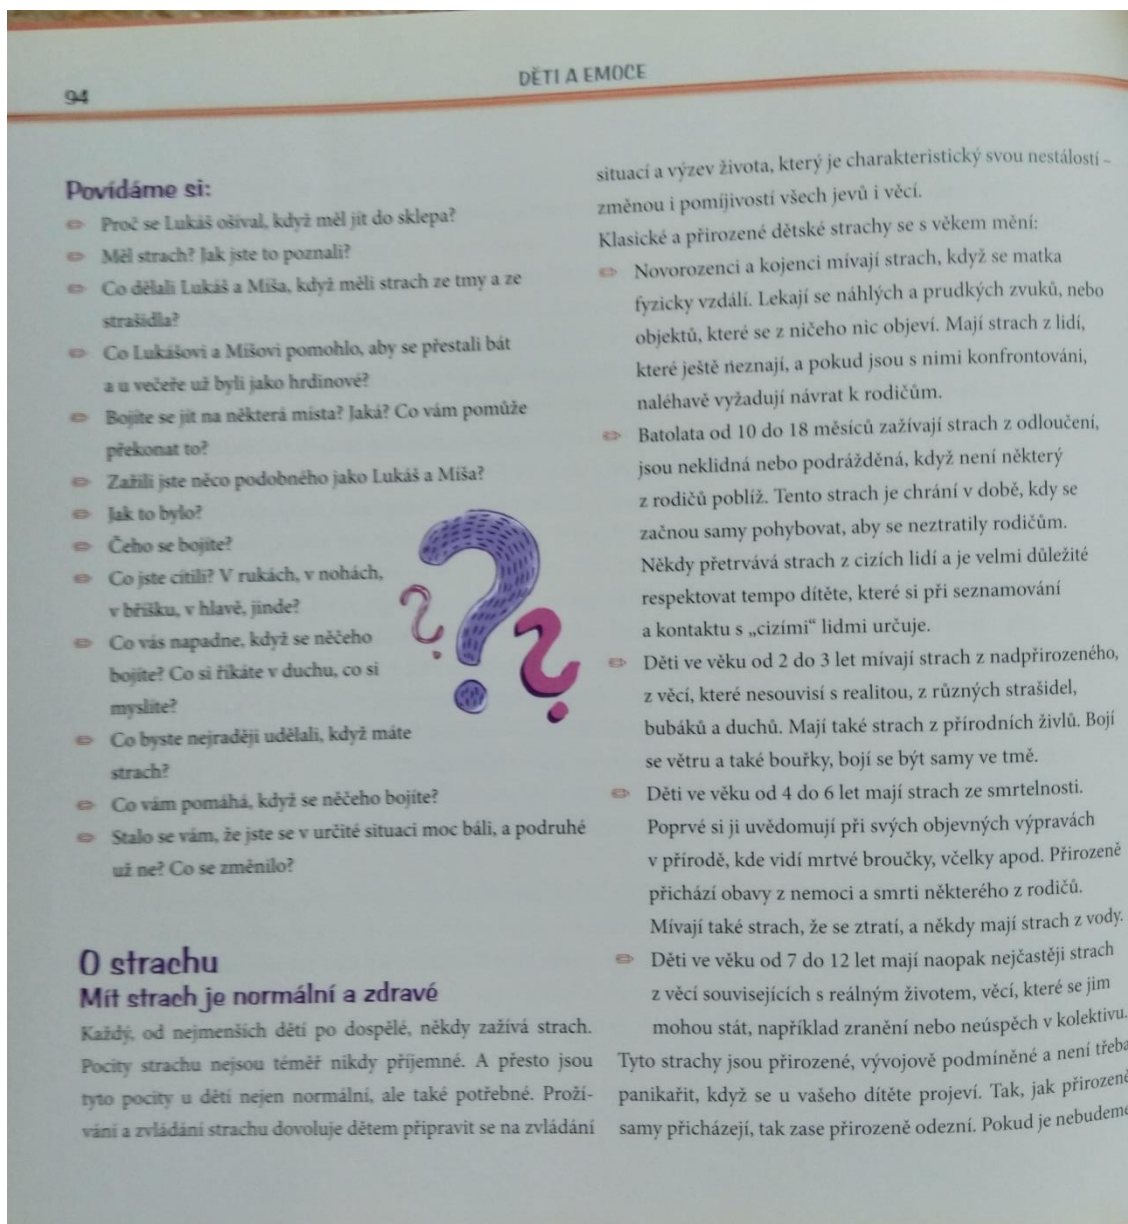 94
DĚTI A EMOCE
Povídáme si:
Proč se Lukáš ošíval, když měl jít do sklepa?
Měl strach? Jak jste to poznali?
Co dělali Lukáš a Míša, když měli strach ze tmy a ze
strašidla?
Co Lukášovi a Míšovi pomohlo, aby se přestali bát
a u večeře už byli jako hrdinové?
Bojíte se jít na některá místa? Jaká? Co vám pomůže
překonat to?
Zažili jste něco podobného jako Lukáš a Míša?
Jak to bylo?
Čeho se bojíte?
Co jste cítili? V rukách, v nohách,
v bříšku, v hlavě, jinde?
Co vás napadne, když se něčeho
bojíte? Co si říkáte v duchu, co si
myslíte?
Co byste nejraději udělali, když máte
strach?
Co vám pomáhá, když se něčeho bojíte?
Stalo se vám, že jste se v určité situaci moc báli, a podruhé
už ne? Co se změnilo?
O strachu
Mít strach je normální a zdravé
Každý, od nejmenších dětí po dospělé, někdy zažívá strach.
Pocity strachu nejsou téměř nikdy příjemné. A přesto jsou
tyto pocity u dětí nejen normální, ale také potřebné. Proží-
vání a zvládání strachu dovoluje dětem připravit se na zvládání
situací a výzev života, který je charakteristický svou nestálostí –
změnou i pomíjivostí všech jevů i věcí.
Klasické a přirozené dětské strachy se s věkem mění:
Novorozenci a kojenci mívají strach, když se matka
fyzicky vzdálí. Lekají se náhlých a prudkých zvuků, nebo
objektů, které se z ničeho nic objeví. Mají strach z lidí,
které ještě neznají, a pokud jsou s nimi konfrontováni,
naléhavě vyžadují návrat k rodičům.
Batolata od 10 do 18 měsíců zažívají strach z odloučení,
jsou neklidná nebo podrážděná, když není některý
z rodičů poblíž. Tento strach je chrání v době, kdy se
začnou samy pohybovat, aby se neztratily rodičům.
Někdy přetrvává strach z cizích lidí a je velmi důležité
respektovat tempo dítěte, které si při seznamování
a kontaktu s „cizími“ lidmi určuje.
Děti ve věku od 2 do 3 let mívají strach z nadpřirozeného,
z věcí, které nesouvisí s realitou, z různých strašidel,
bubáků a duchů. Mají také strach z přírodních živlů. Bojí
se větru a také bouřky, bojí se být samy ve tmě.
Děti ve věku od 4 do 6 let mají strach ze smrtelnosti.
Poprvé si ji uvědomují při svých objevných výpravách
v přírodě, kde vidí mrtvé broučky, včelky apod. Přirozeně
přichází obavy z nemoci a smrti některého z rodičů.
Mívají také strach, že se ztratí, a někdy mají strach z vody.
Děti ve věku od 7 do 12 let mají naopak nejčastěji strach
z věcí souvisejících s reálným životem, věcí, které se jim
mohou stát, například zranění nebo neúspěch v kolektivu.
Tyto strachy jsou přirozené, vývojově podmíněné a není třeba
panikařit, když se u vašeho dítěte projeví. Tak, jak přirozeně
samy přicházejí, tak zase přirozeně odezní. Pokud je nebudeme